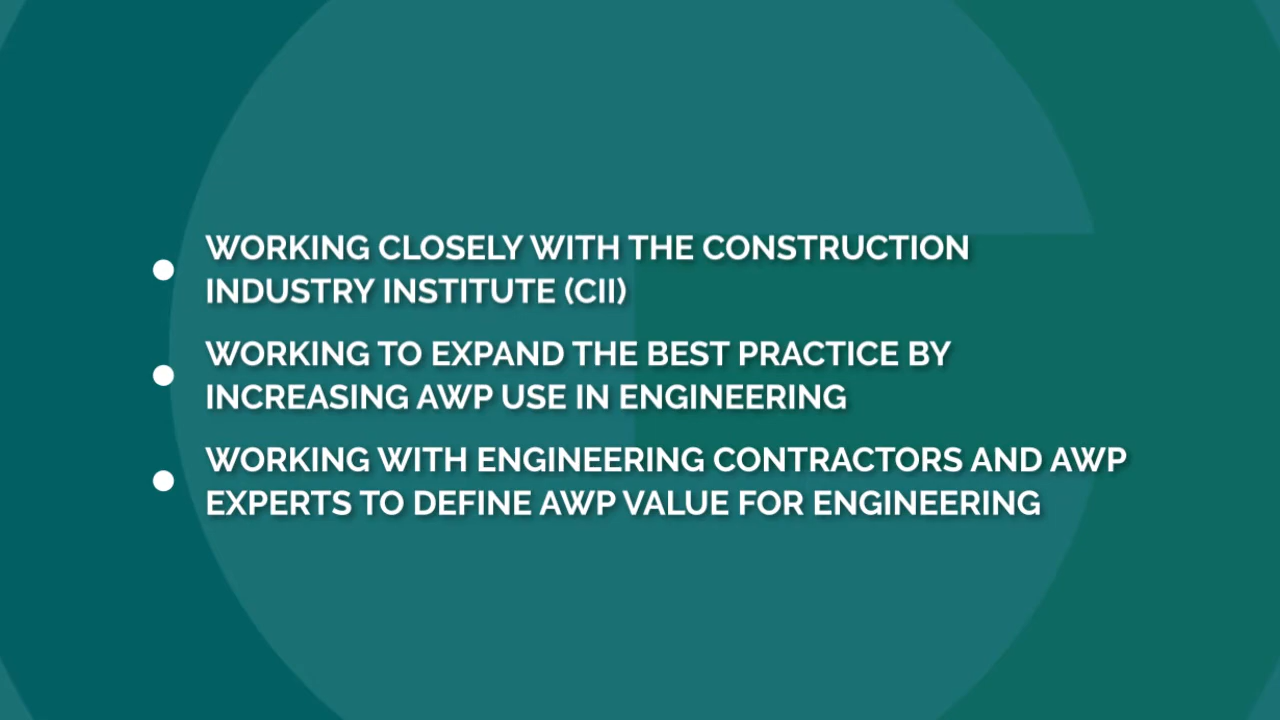 WORKING CLOSELY WITH THE CONSTRUCTION
INDUSTRY INSTITUTE (CII)
WORKING TO EXPAND THE BEST PRACTICE BY
INCREASING AWP USE IN ENGINEERING
WORKING WITH ENGINEERING CONTRACTORS AND AWP
EXPERTS TO DEFINE AWP VALUE FOR ENGINEERING